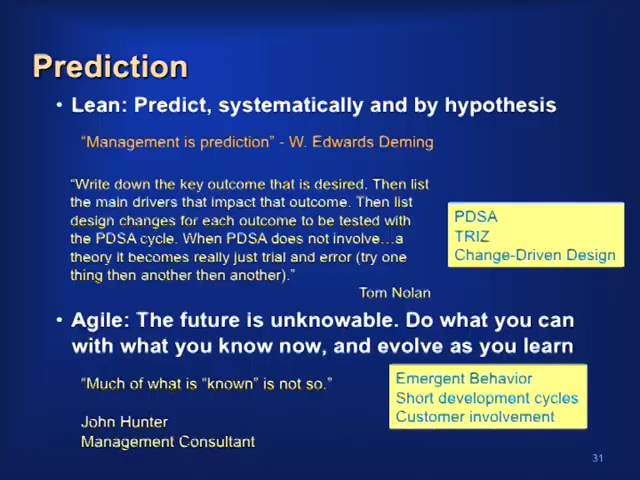 Prediction
• Lean: Predict, systematically and by hypothesis
“Management is prediction” - W. Edwards Deming
“Write down the key outcome that is desired. Then list
the main drivers that impact that outcome. Then list
design changes for each outcome to be tested with
the PDSA cycle. When PDSA does not involve…a
theory it becomes really just trial and error (try one
thing then another then another).”
Tom Nolan
PDSA
TRIZ
Change-Driven Design
• Agile: The future is unknowable. Do what you can
with what you know now, and evolve as you learn
“Much of what is “known” is not so.”
John Hunter
Management Consultant
Emergent Behavior
Short development cycles
Customer involvement
31